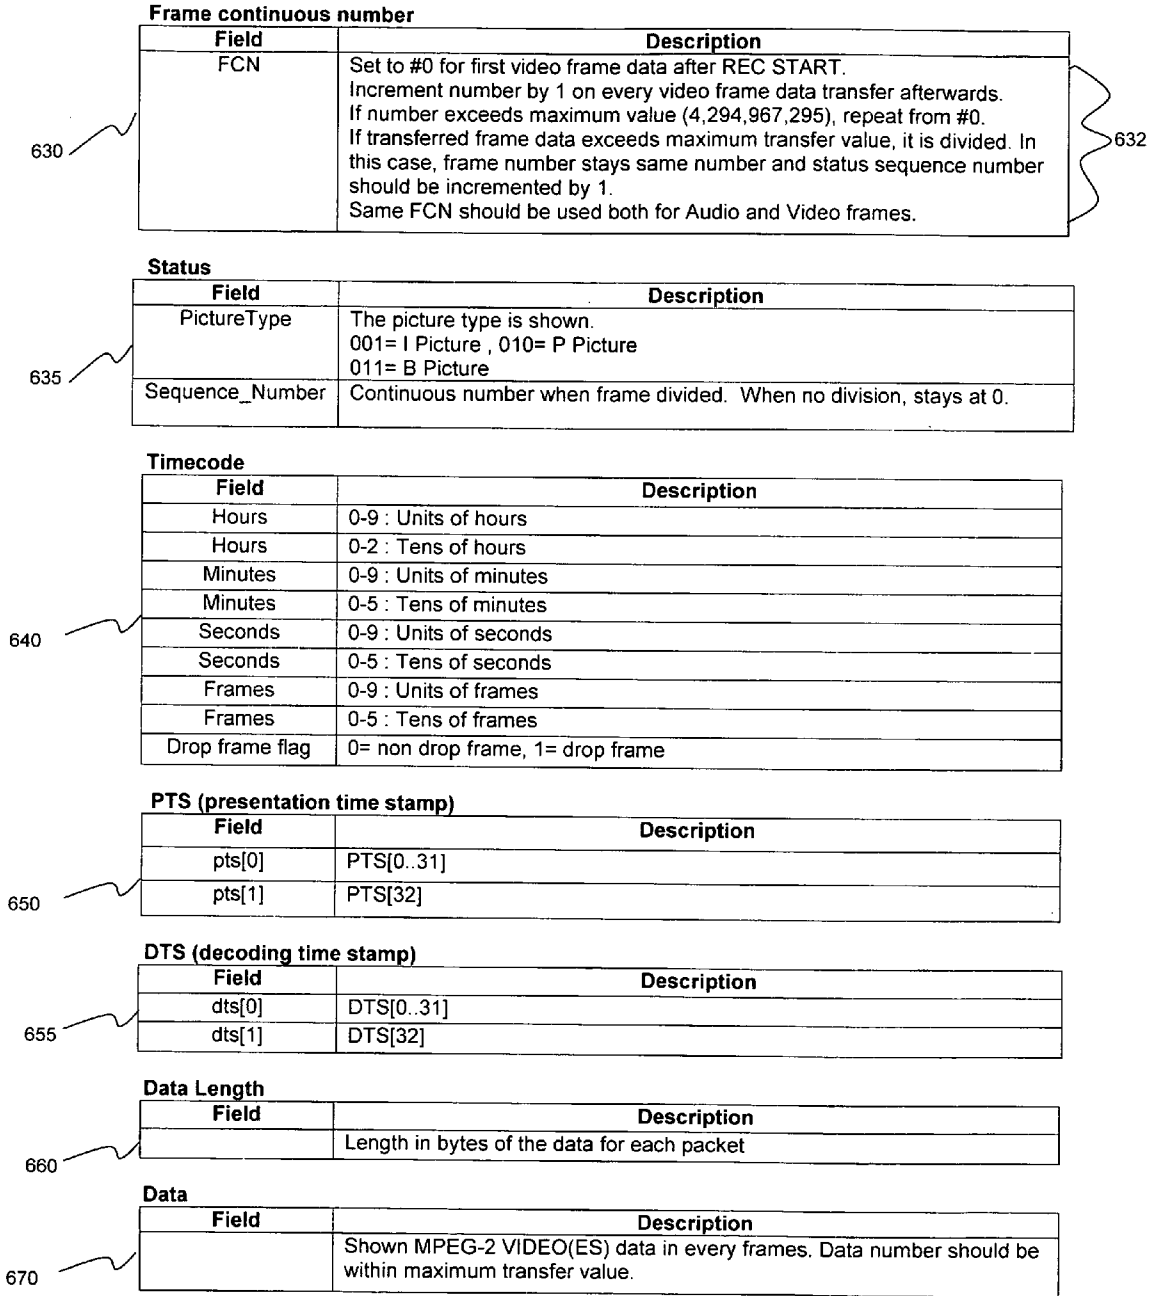 Frame continuous number
Field Description
FCN Set to #0 for first video frame data after REC START.
Increment number by 1 on every video frame data transfer afterwards.
If number exceeds maximum value (4,294,967,295), repeat from #0.
If transferred frame data exceeds maximum transfer value, it is divided. In
this case, frame number stays same number and status sequence number
should be incremented by 1.
Same FCN should be used both for Audio and Video frames.
630
632
Status
Field Description
PictureType The picture type is shown.
001= I Picture , 010= P Picture
011= B Picture
Sequence_Number Continuous number when frame divided. When no division, stays at 0.
635
Timecode
Field Description
Hours 0-9 : Units of hours
Hours 0-2 : Tens of hours
Minutes 0-9 : Units of minutes
Minutes 0-5 : Tens of minutes
Seconds 0-9 : Units of seconds
Seconds 0-5 : Tens of seconds
Frames 0-9 : Units of frames
Frames 0-5 : Tens of frames
Drop frame flag 0= non drop frame, 1= drop frame
640
PTS (presentation time stamp)
Field Description
pts[0] PTS[0..31]
pts[1] PTS[32]
650
DTS (decoding time stamp)
Field Description
dts[0] DTS[0..31]
dts[1] DTS[32]
655
Data Length
Field Description
Length in bytes of the data for each packet
660
Data
Field Description
Shown MPEG-2 VIDEO(ES) data in every frames. Data number should be
within maximum transfer value.
670